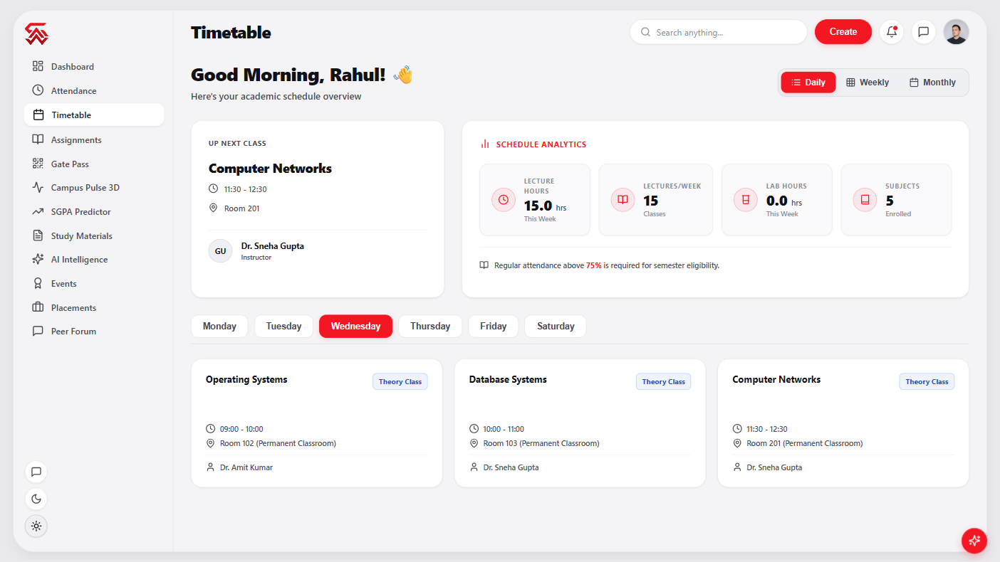 Timetable
Search anything...
Create
Dashboard
Attendance
Timetable
Assignments
Gate Pass
Campus Pulse 3D
SGPA Predictor
Study Materials
AI Intelligence
Events
Placements
Peer Forum
Good Morning, Rahul! 👋
Here's your academic schedule overview
Daily
Weekly
Monthly
UP NEXT CLASS
Computer Networks
11:30 - 12:30
Room 201
GU
Dr. Sneha Gupta
Instructor
SCHEDULE ANALYTICS
LECTURE
HOURS
15.0 hrs
This Week
LECTURES/WEEK
15
Classes
LAB HOURS
0.0 hrs
This Week
SUBJECTS
5
Enrolled
Regular attendance above 75% is required for semester eligibility.
Monday
Tuesday
Wednesday
Thursday
Friday
Saturday
Operating Systems
Theory Class
09:00 - 10:00
Room 102 (Permanent Classroom)
Dr. Amit Kumar
Database Systems
Theory Class
10:00 - 11:00
Room 103 (Permanent Classroom)
Dr. Sneha Gupta
Computer Networks
Theory Class
11:30 - 12:30
Room 201 (Permanent Classroom)
Dr. Sneha Gupta